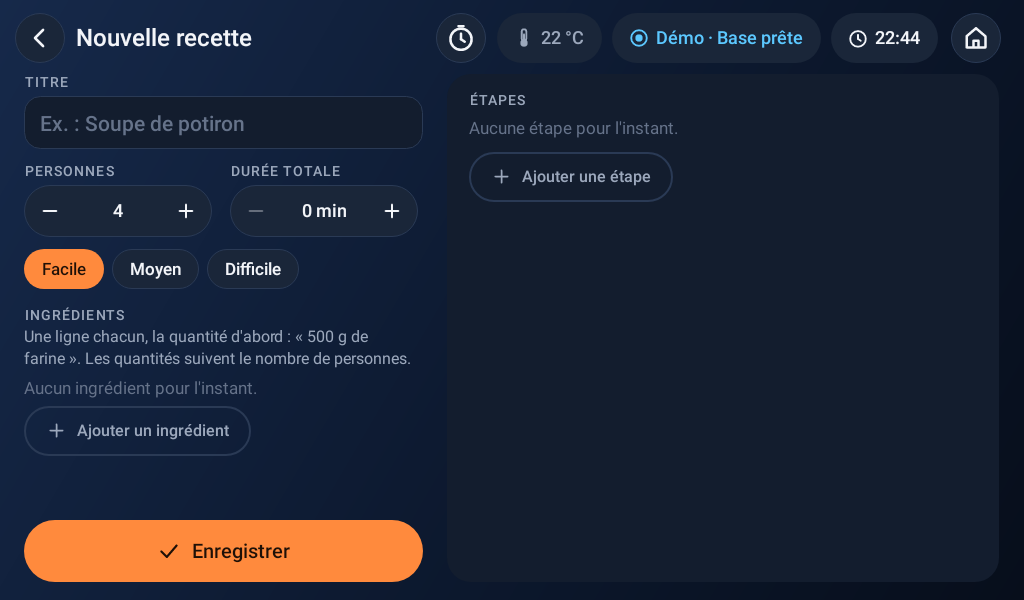 Nouvelle recette
22 °C
Démo · Base prête
22:44
TITRE
Ex. : Soupe de potiron
PERSONNES
DURÉE TOTALE
4
0 min
Facile
Moyen
Difficile
INGRÉDIENTS
Une ligne chacun, la quantité d'abord : « 500 g de
farine ». Les quantités suivent le nombre de personnes.
Aucun ingrédient pour l'instant.
Ajouter un ingrédient
Enregistrer
ÉTAPES
Aucune étape pour l'instant.
Ajouter une étape